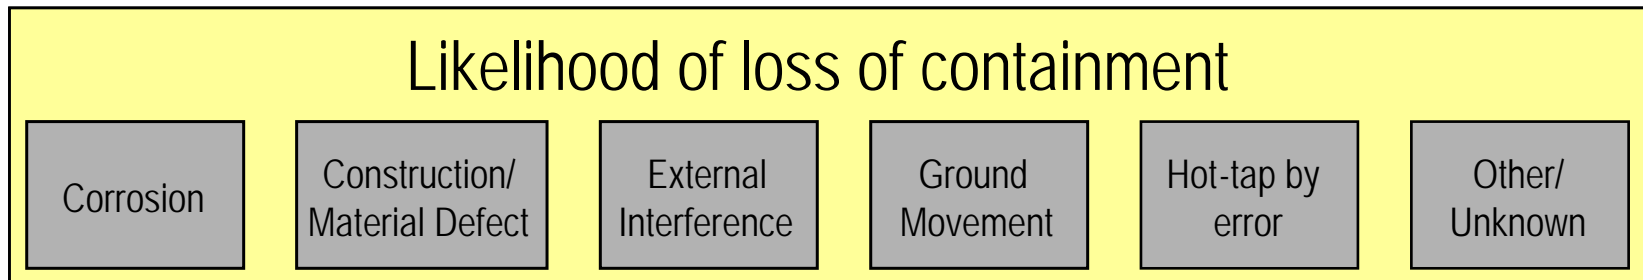 Likelihood of loss of containment
Corrosion
Construction/
Material Defect
External
Interference
Ground
Movement
Hot-tap by
error
Other/
Unknown